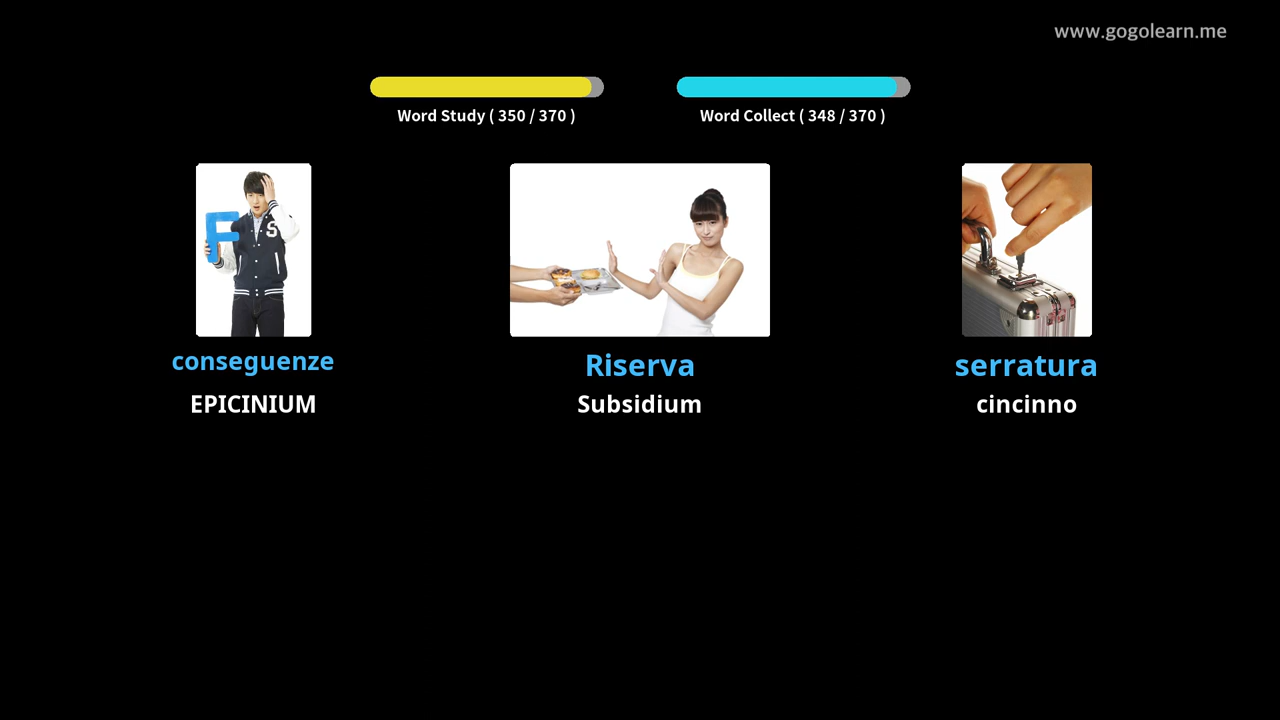 www.gogolearn.me
Word Study ( 350 / 370 )
Word Collect ( 348 / 370 )
F
S
conseguenze
Riserva
serratura
EPICINIUM
Subsidium
cincinno